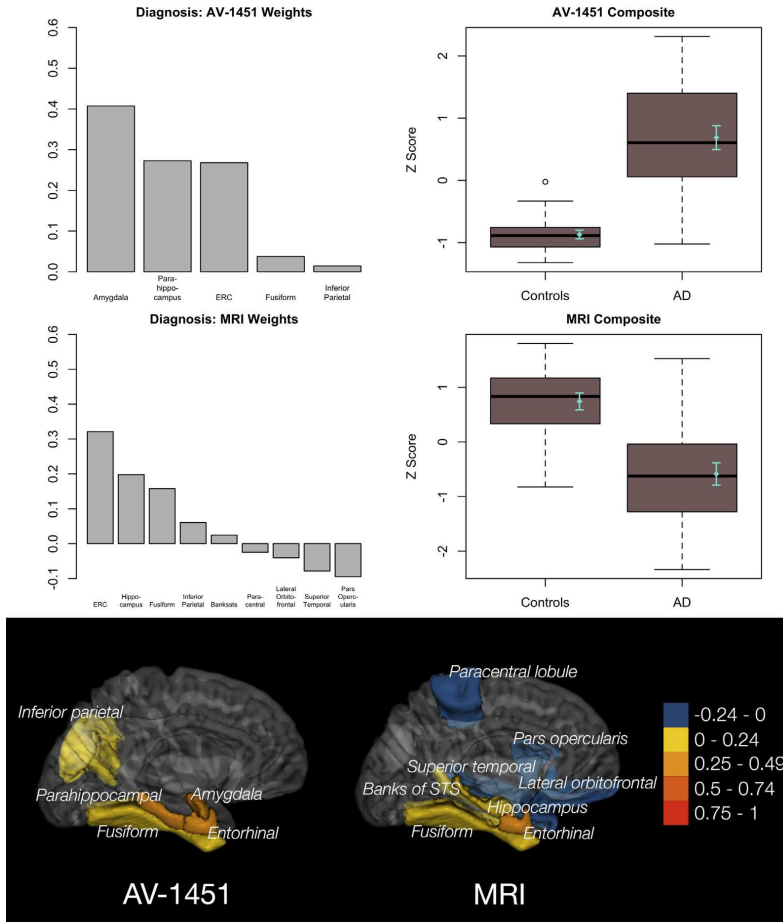 Diagnosis: AV-1451 Weights
0.6
0.5
0.4
0.3
0.2
0.1
0.0
Amygdala
Para-
hippo-
campus
ERC
Fusiform
Inferior
Parietal
AV-1451 Composite
Z Score
2
1
0
-1
Controls
AD
Diagnosis: MRI Weights
0.6
0.5
0.4
0.3
0.2
0.1
0.0
-0.1
ERC
Hippo-
campus
Fusiform
Inferior
Parietal
Bankssts
Para-
central
Lateral
Orbito-
frontal
Superior
Temporal
Pars
Operc-
ularis
MRI Composite
Z Score
1
0
-1
-2
Controls
AD
Inferior parietal
Parahippocampal
Amygdala
Fusiform
Entorhinal
AV-1451
Paracentral lobule
Pars opercularis
Superior temporal
Banks of STS
Lateral orbitofrontal
Hippocampus
Fusiform
Entorhinal
MRI
-0.24 - 0
0 - 0.24
0.25 - 0.49
0.5 - 0.74
0.75 - 1